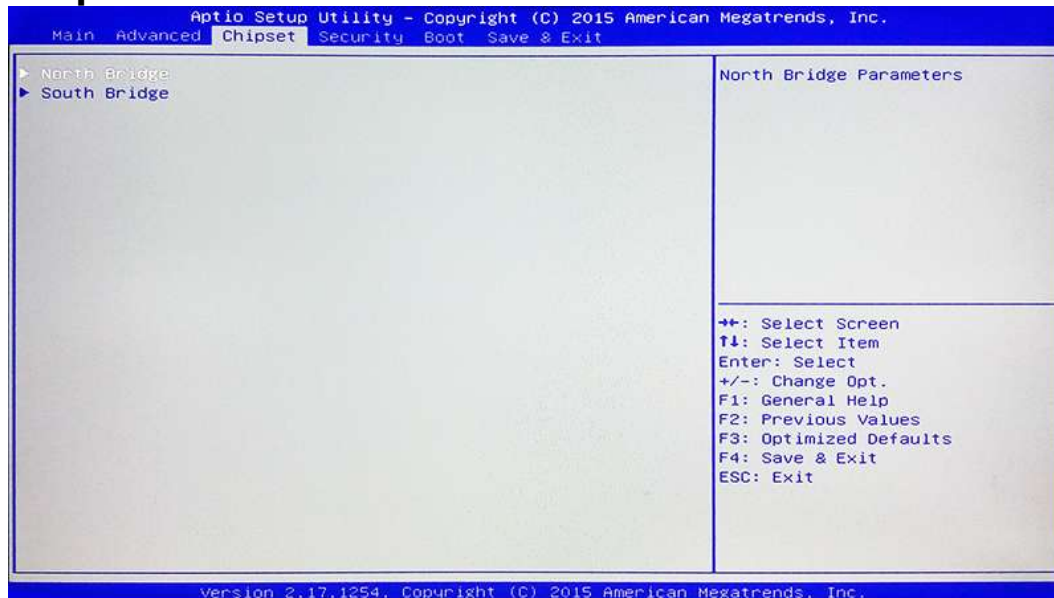 Aptio Setup Utility – Copyright (C) 2015 American Megatrends, Inc.
Main Advanced Chipset Security Boot Save & Exit
▶ North Bridge
▶ South Bridge
North Bridge Parameters
→←: Select Screen
↑↓: Select Item
Enter: Select
+/-: Change Opt.
F1: General Help
F2: Previous Values
F3: Optimized Defaults
F4: Save & Exit
ESC: Exit
Version 2.17.1254. Copyright (C) 2015 American Megatrends, Inc.